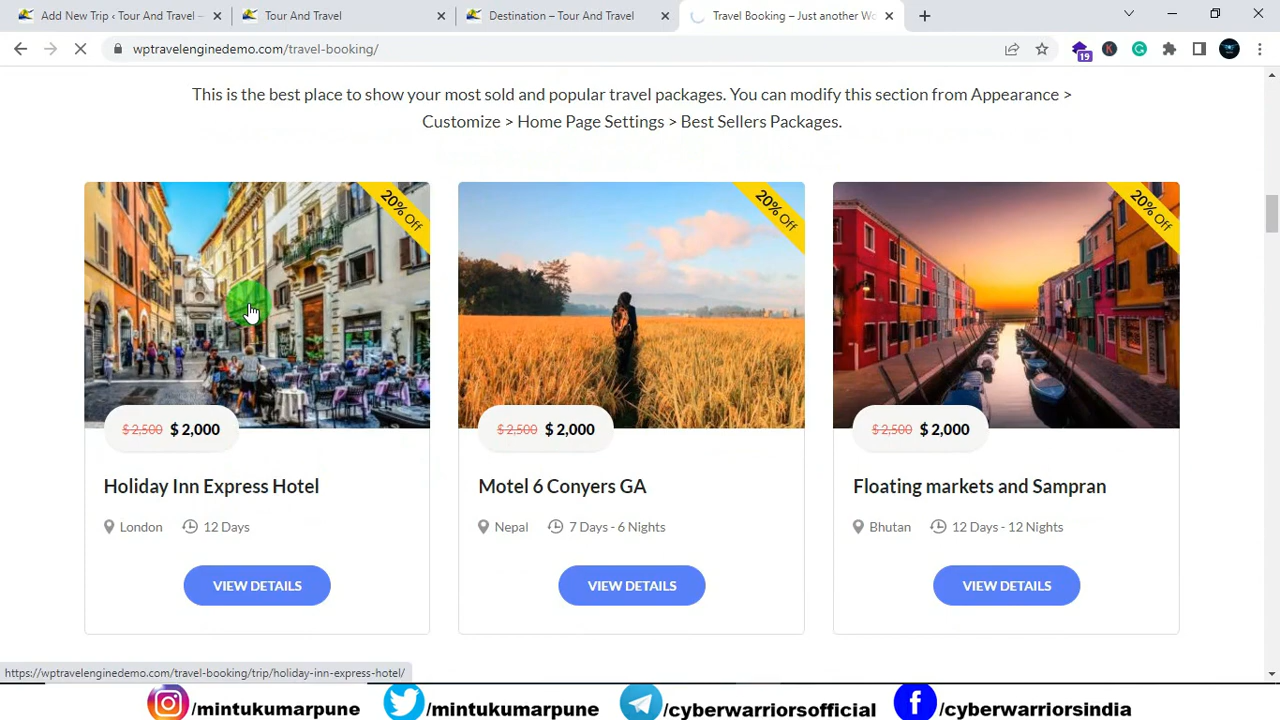 Add New Trip ‹ Tour And Travel –
Tour And Travel
Destination – Tour And Travel
Travel Booking – Just another Wo
wptravelenginedemo.com/travel-booking/
19
K
This is the best place to show your most sold and popular travel packages. You can modify this section from Appearance >
Customize > Home Page Settings > Best Sellers Packages.
20% Off
20% Off
20% Off
$ 2,500 $ 2,000
$ 2,500 $ 2,000
$ 2,500 $ 2,000
Holiday Inn Express Hotel
Motel 6 Conyers GA
Floating markets and Sampran
London 12 Days
Nepal 7 Days - 6 Nights
Bhutan 12 Days - 12 Nights
VIEW DETAILS
VIEW DETAILS
VIEW DETAILS
https://wptravelenginedemo.com/travel-booking/trip/holiday-inn-express-hotel/
/mintukumarpune
/mintukumarpune
/cyberwarriorsofficial
/cyberwarriorsindia